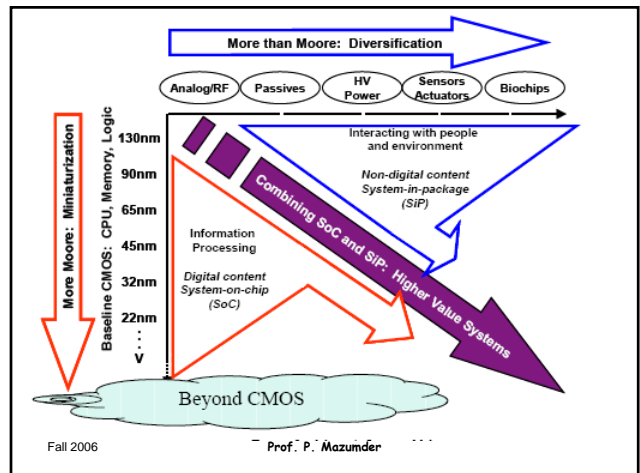 More than Moore: Diversification
Analog/RF
Passives
HV
Power
Sensors
Actuators
Biochips
More Moore: Miniaturization
Baseline CMOS: CPU, Memory, Logic
130nm
90nm
65nm
45nm
32nm
22nm
.
.
.
V
Interacting with people
and environment
Non-digital content
System-in-package
(SiP)
Combining SoC and SiP: Higher Value Systems
Information
Processing
Digital content
System-on-chip
(SoC)
Beyond CMOS
Fall 2006
Prof. P. Mazumder